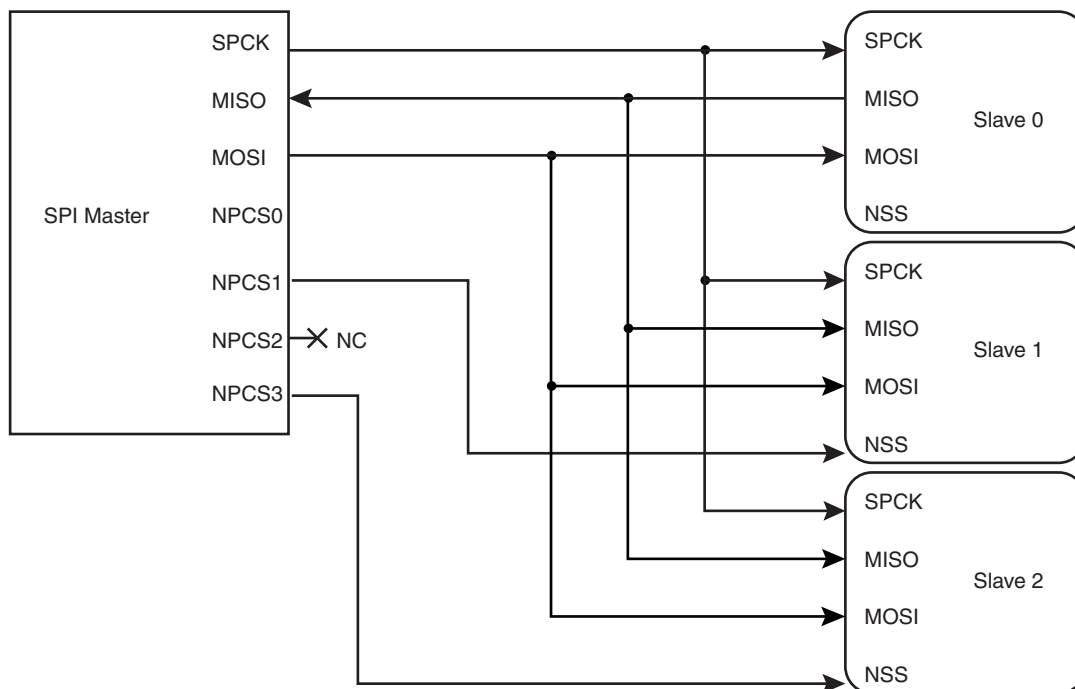 SPI Master
SPCK
MISO
MOSI
NPCS0
NPCS1
NPCS2
NC
NPCS3
SPCK
MISO
Slave 0
MOSI
NSS
SPCK
MISO
Slave 1
MOSI
NSS
SPCK
MISO
Slave 2
MOSI
NSS